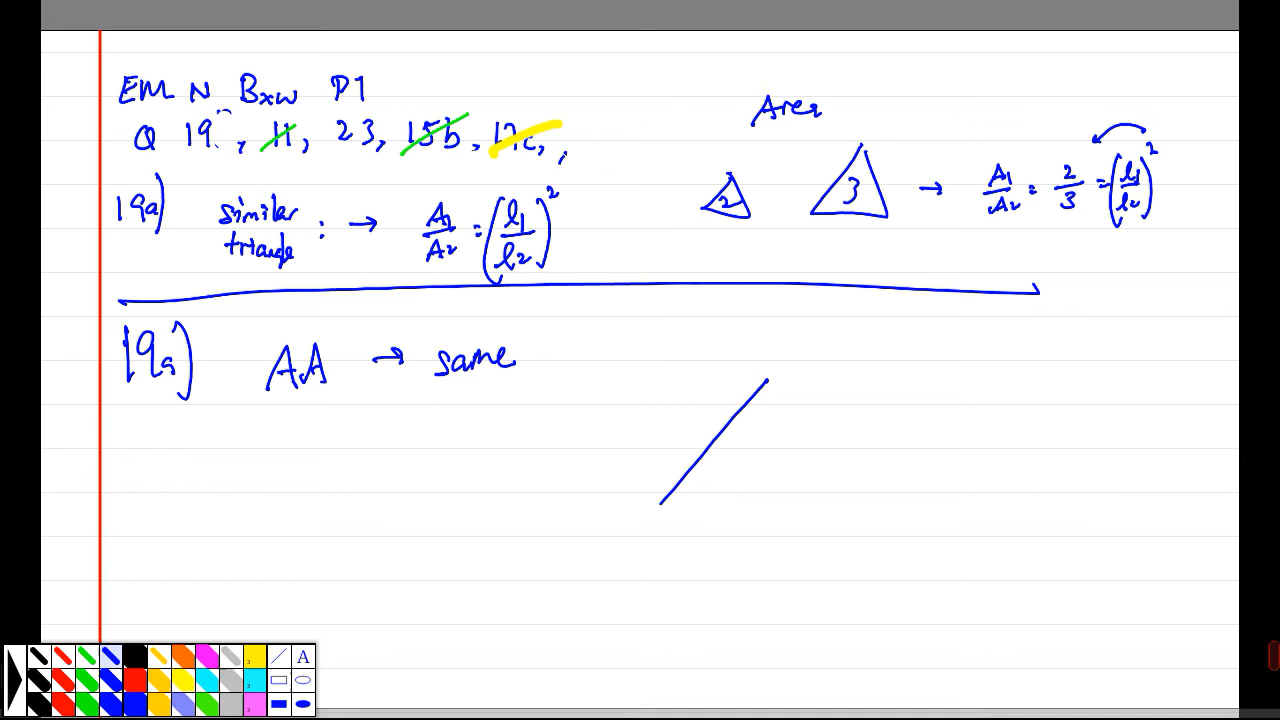 EM N Bxw P1
Q 19, 11, 23, 15b, 17c, ,
Area
19a) similar triangle : → A1/A2 = (l1/l2)^2
2 3 → A1/A2 = 2/3 = (l1/l2)^2
19a) AA → same
A